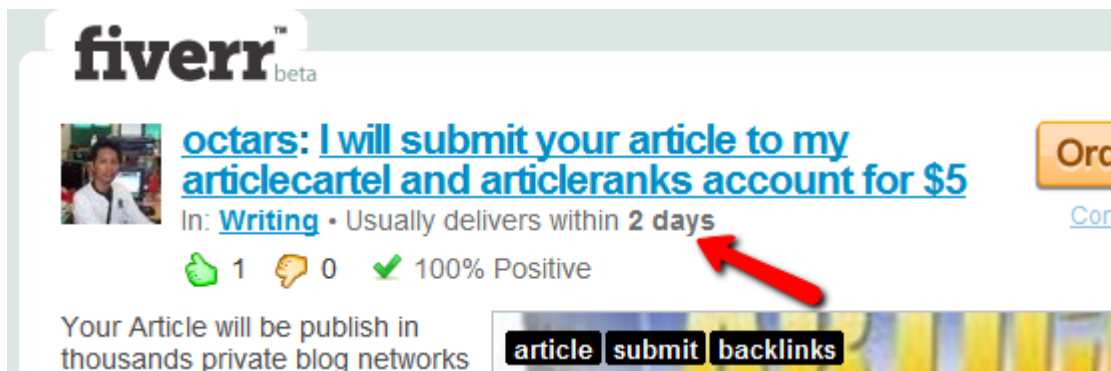 fiverr™
beta
octars: I will submit your article to my
articlecartel and articleranks account for $5
In: Writing • Usually delivers within 2 days
1 0 ✔ 100% Positive
Your Article will be publish in
thousands private blog networks
article submit backlinks